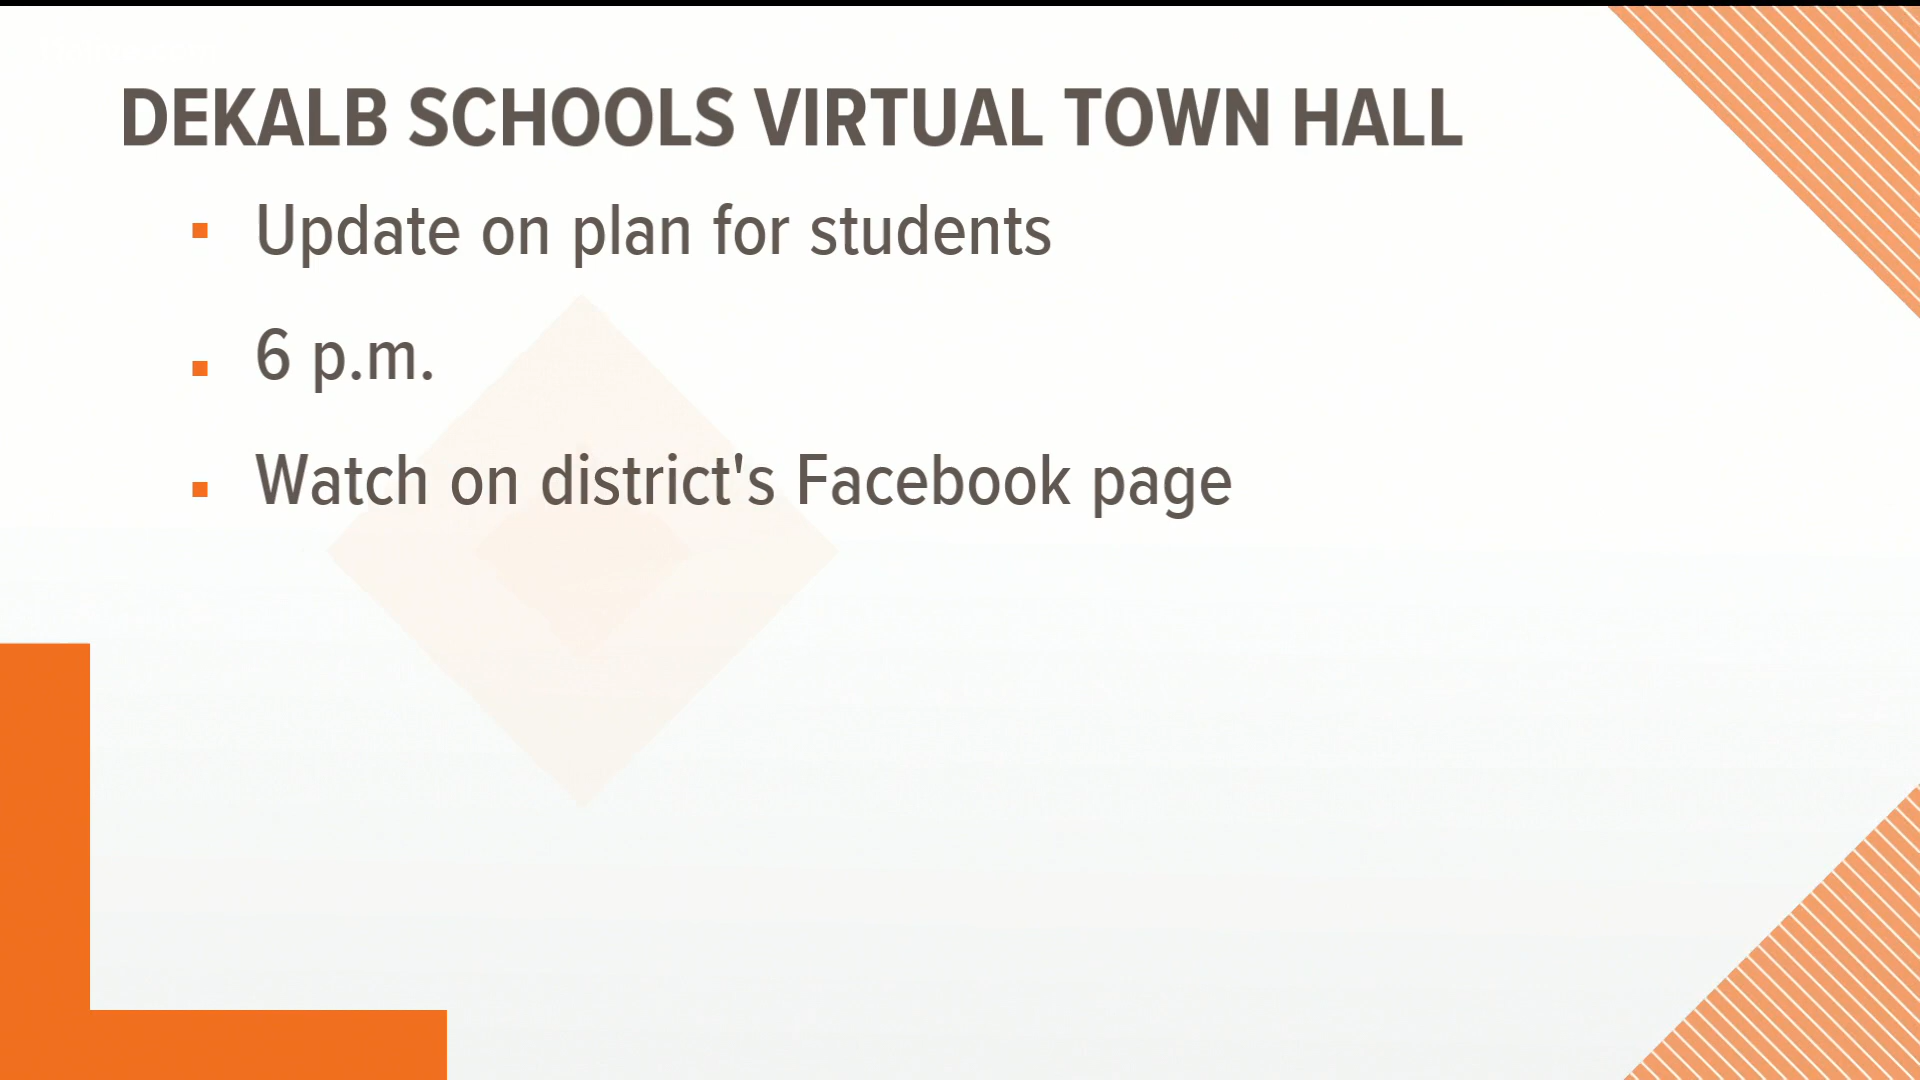 DEKALB SCHOOLS VIRTUAL TOWN HALL
Update on plan for students
6 p.m.
Watch on district's Facebook page